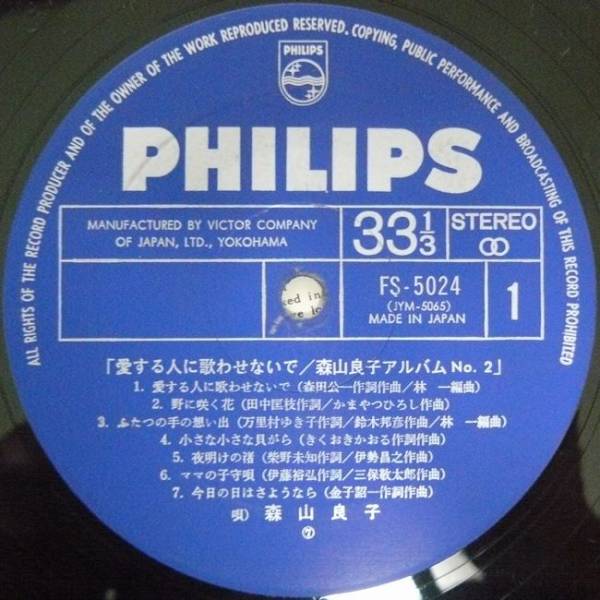 ALL RIGHTS OF THE RECORD PRODUCER AND OF THE OWNER OF THE WORK REPRODUCED RESERVED. COPYING, PUBLIC PERFORMANCE AND BROADCASTING OF THIS RECORD PROHIBITED
PHILIPS
PHILIPS
MANUFACTURED BY VICTOR COMPANY
OF JAPAN, LTD., YOKOHAMA
33 1/3
STEREO
FS-5024
(JYM-5065)
MADE IN JAPAN
1
ed in
「愛する人に歌わせないで/森山良子アルバムNo. 2」
1. 愛する人に歌わせないで(森田公一作詞作曲/林 一編曲)
2. 野に咲く花(田中匡枝作詞/かまやつひろし作曲)
3. ふたつの手の想い出(万里村ゆき子作詞/鈴木邦彦作曲/林 一編曲)
4. 小さな小さな貝がら(きくおきかおる作詞作曲)
5. 夜明けの渚(柴野未知作詞/伊勢昌之作曲)
6. ママの子守唄(伊藤裕弘作詞/三保敬太郎作曲)
7. 今日の日はさようなら(金子詔一作詞作曲)
唄) 森山良子
⑦